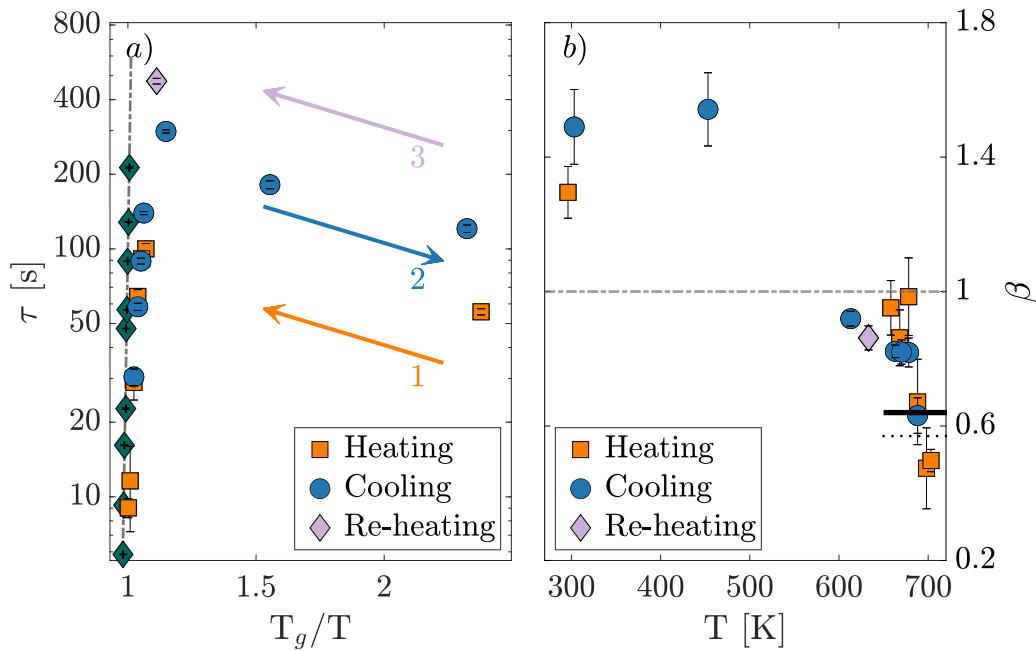 a)
b)
800
400
200
100
50
20
10
τ [s]
3
2
1
Heating
Cooling
Re-heating
1
1.5
2
T_g/T
1.8
1.4
1
0.6
0.2
β
Heating
Cooling
Re-heating
300
400
500
600
700
T [K]